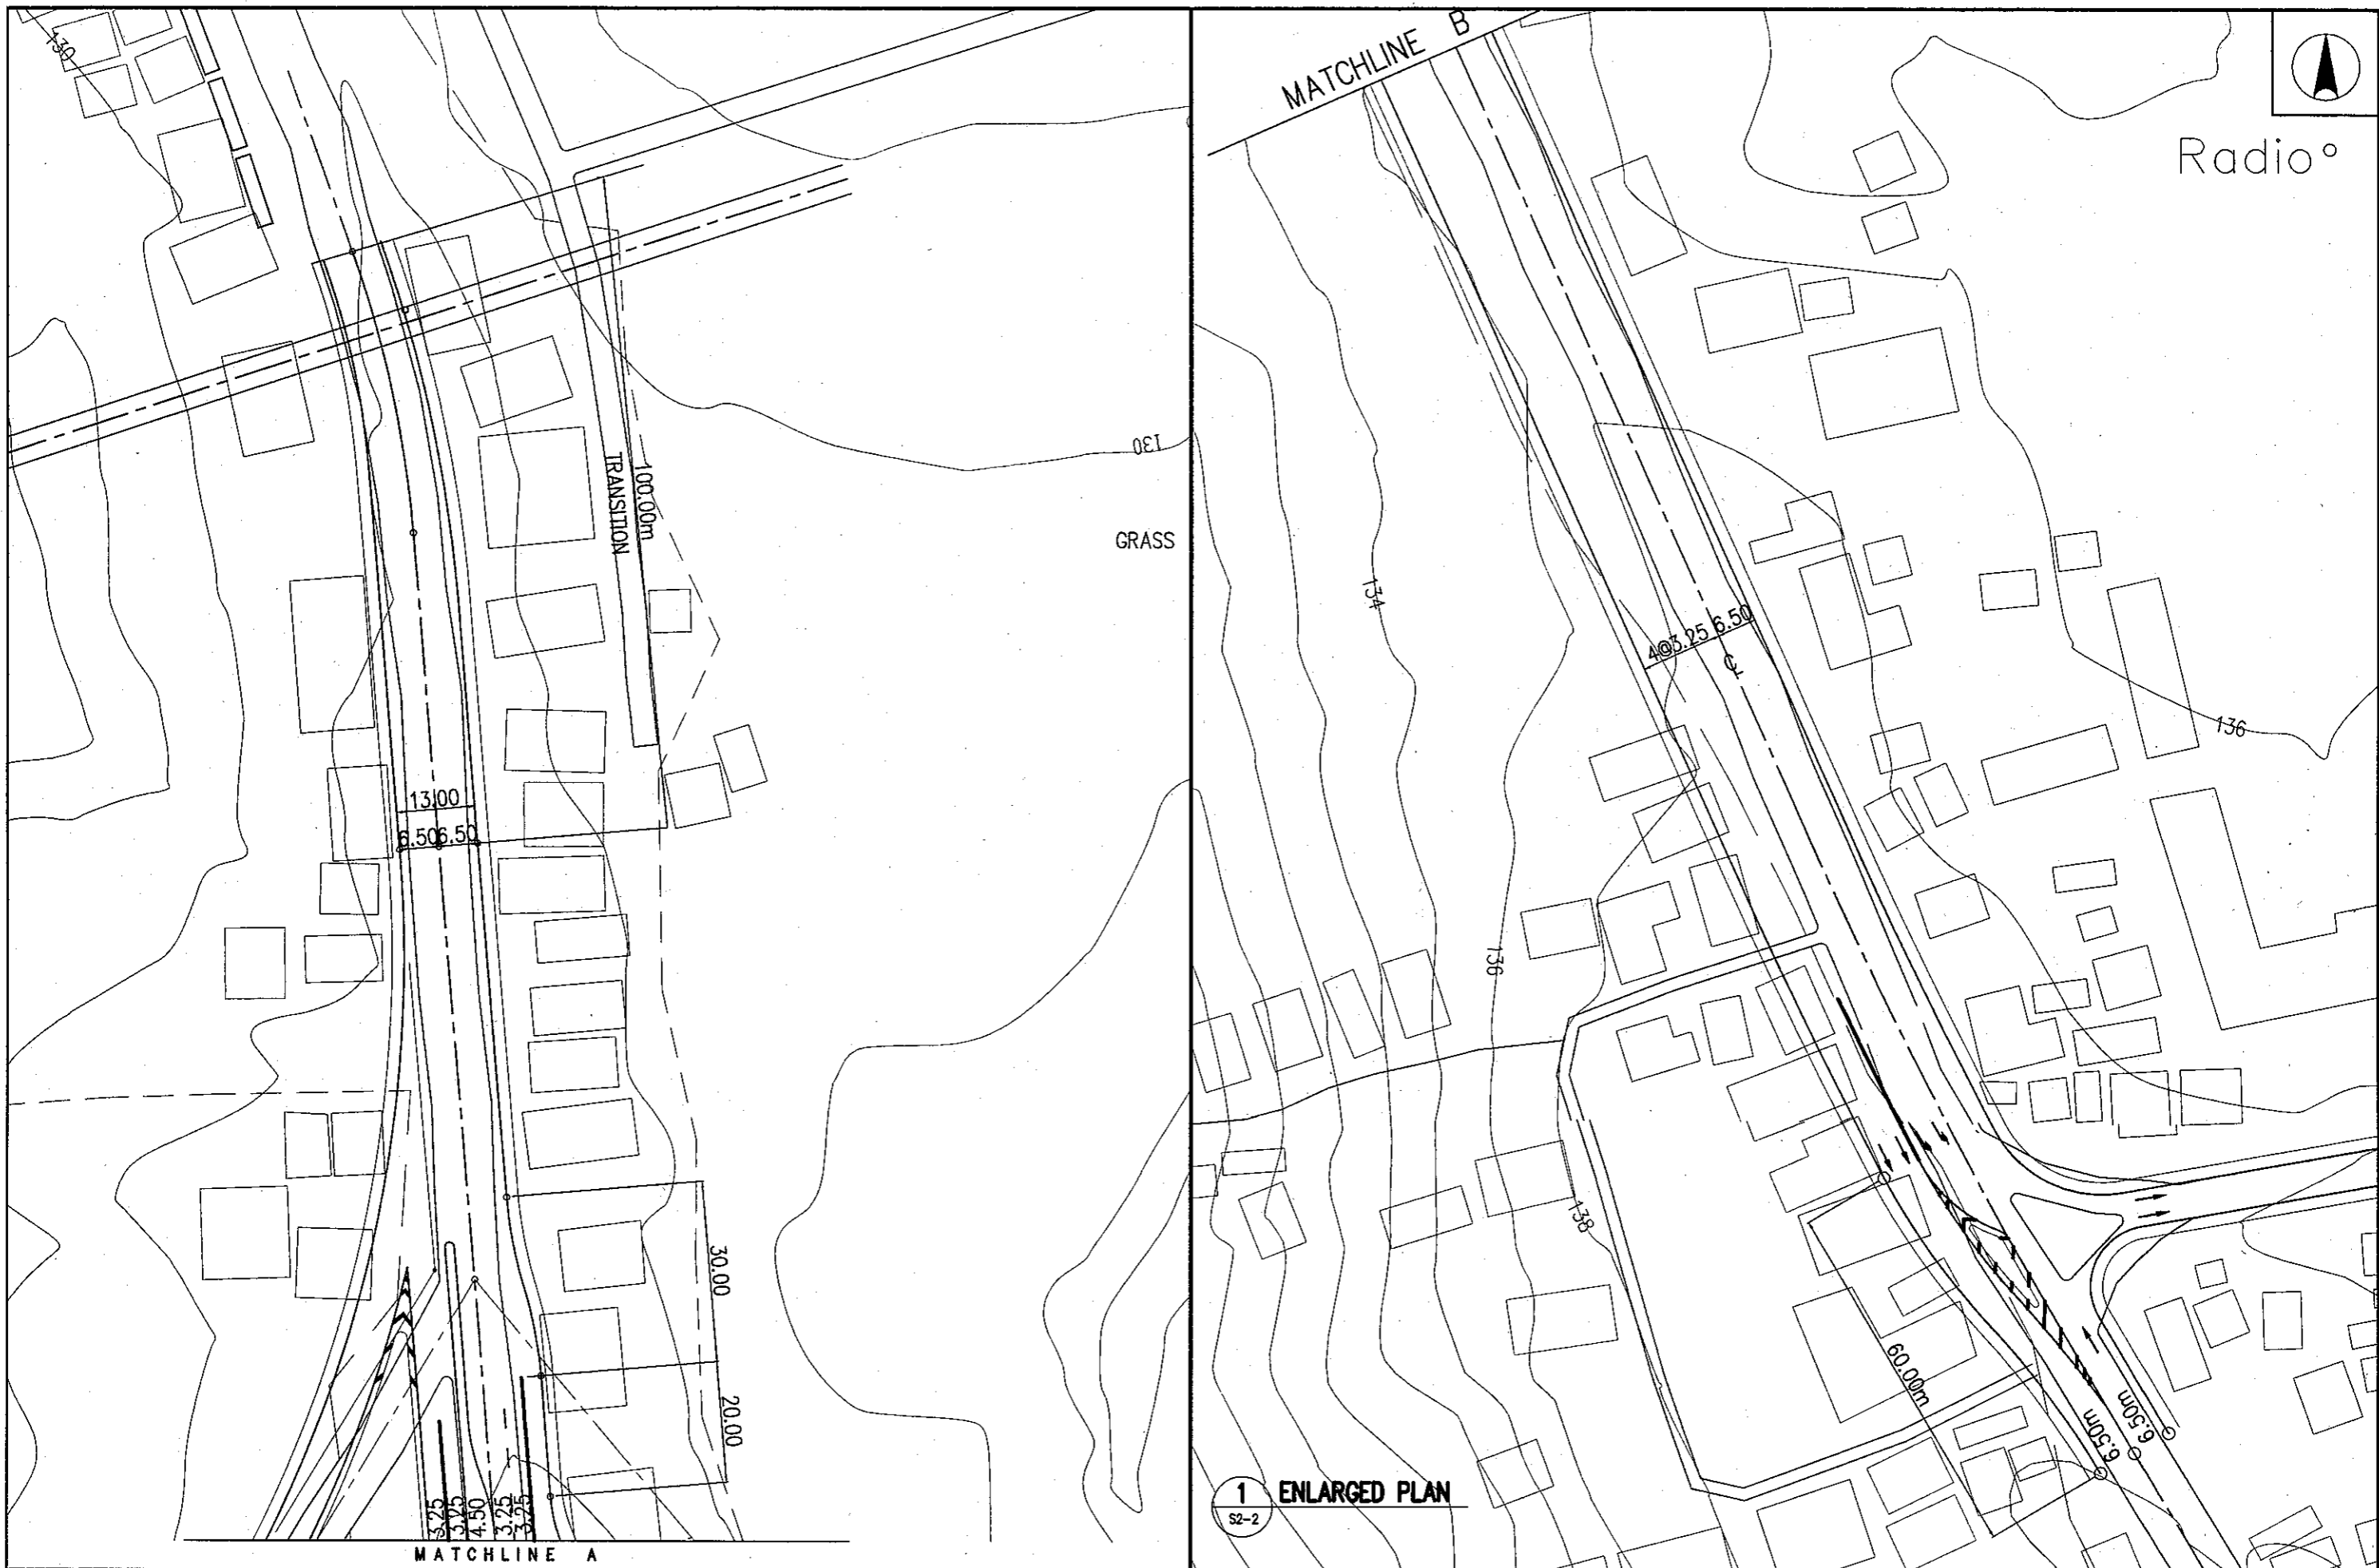 130
130
GRASS
100.00m
TRANSITION
13.00
6.50 6.50
30.00
20.00
3.25
3.25
4.50
3.25
3.25
MATCHLINE A
MATCHLINE B
Radio°
134
4@3.25 6.50
℄
136
136
138
60.00m
6.50m
6.50m
1
S2-2
ENLARGED PLAN